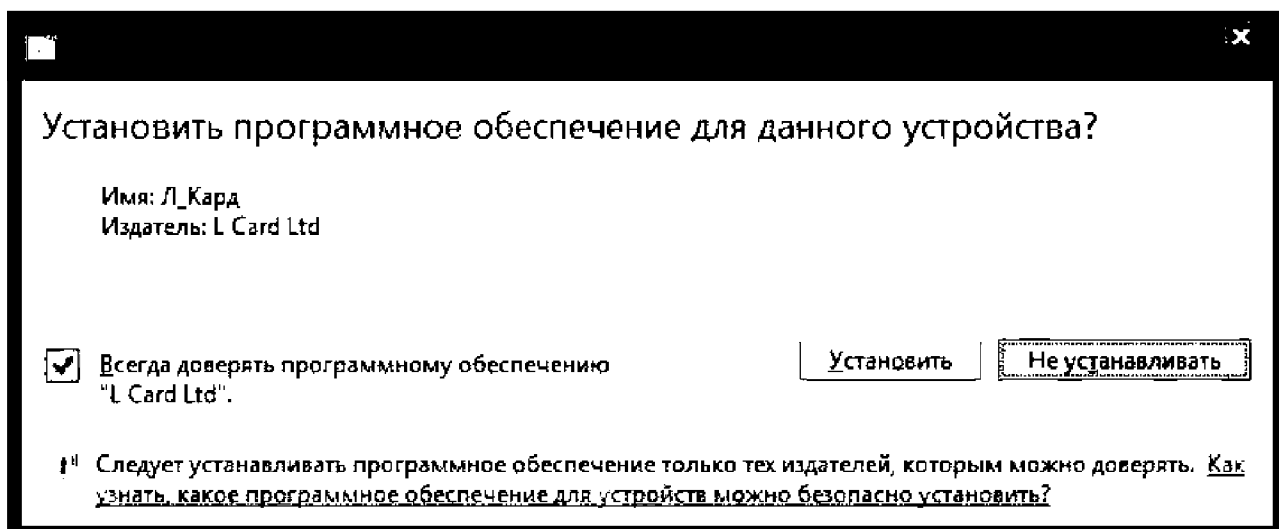 Установить программное обеспечение для данного устройства?
Имя: Л_Кард
Издатель: L Card Ltd
Всегда доверять программному обеспечению
"L Card Ltd".
Установить
Не устанавливать
Следует устанавливать программное обеспечение только тех издателей, которым можно доверять. Как
узнать, какое программное обеспечение для устройств можно безопасно установить?